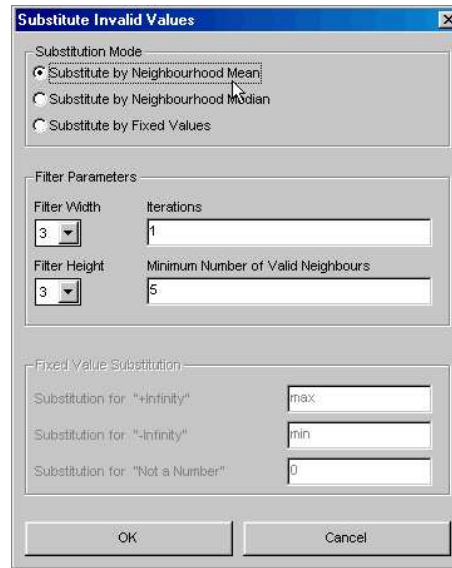 Substitute Invalid Values
Substitution Mode
Substitute by Neighbourhood Mean
Substitute by Neighbourhood Median
Substitute by Fixed Values
Filter Parameters
Filter Width Iterations
3 1
Filter Height Minimum Number of Valid Neighbours
3 5
Fixed Value Substitution
Substitution for "+Infinity" max
Substitution for "-Infinity" min
Substitution for "Not a Number" 0
OK Cancel